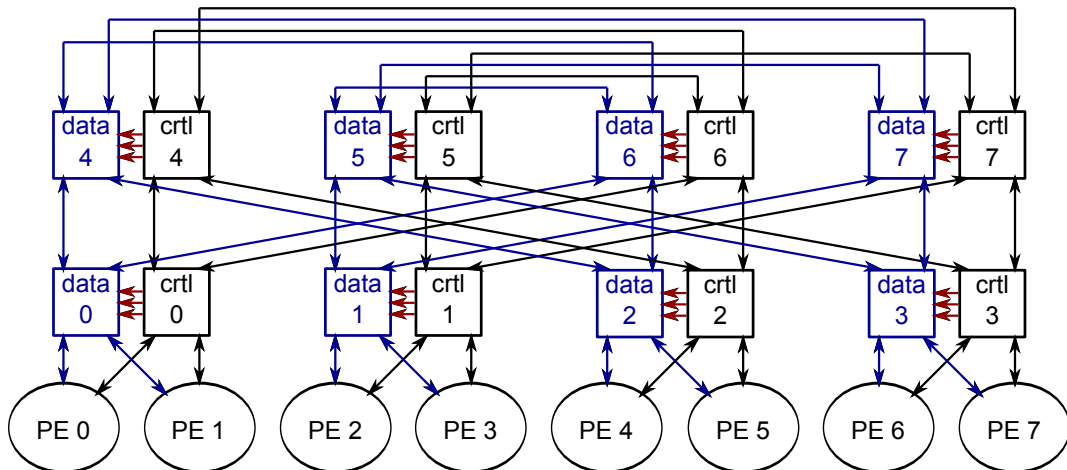 data crtl data crtl data crtl data crtl
4 4 5 5 6 6 7 7
data crtl data crtl data crtl data crtl
0 0 1 1 2 2 3 3
PE 0 PE 1 PE 2 PE 3 PE 4 PE 5 PE 6 PE 7